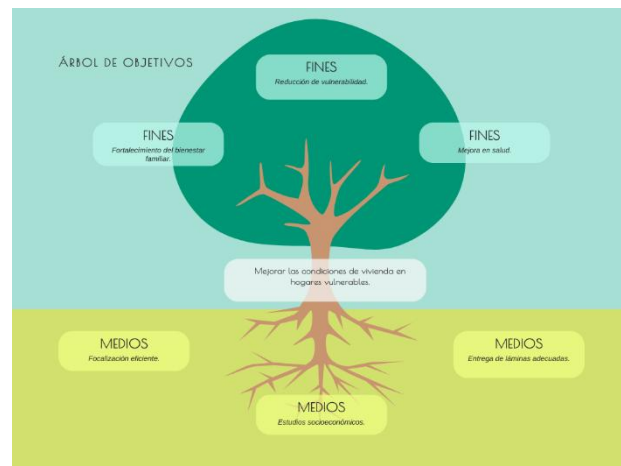 ÁRBOL DE OBJETIVOS
FINES
Reducción de vulnerabilidad.
FINES
Fortalecimiento del bienestar
familiar.
FINES
Mejora en salud.
Mejorar las condiciones de vivienda en
hogares vulnerables.
MEDIOS
Focalización eficiente.
MEDIOS
Entrega de láminas adecuadas.
MEDIOS
Estudios socioeconómicos.